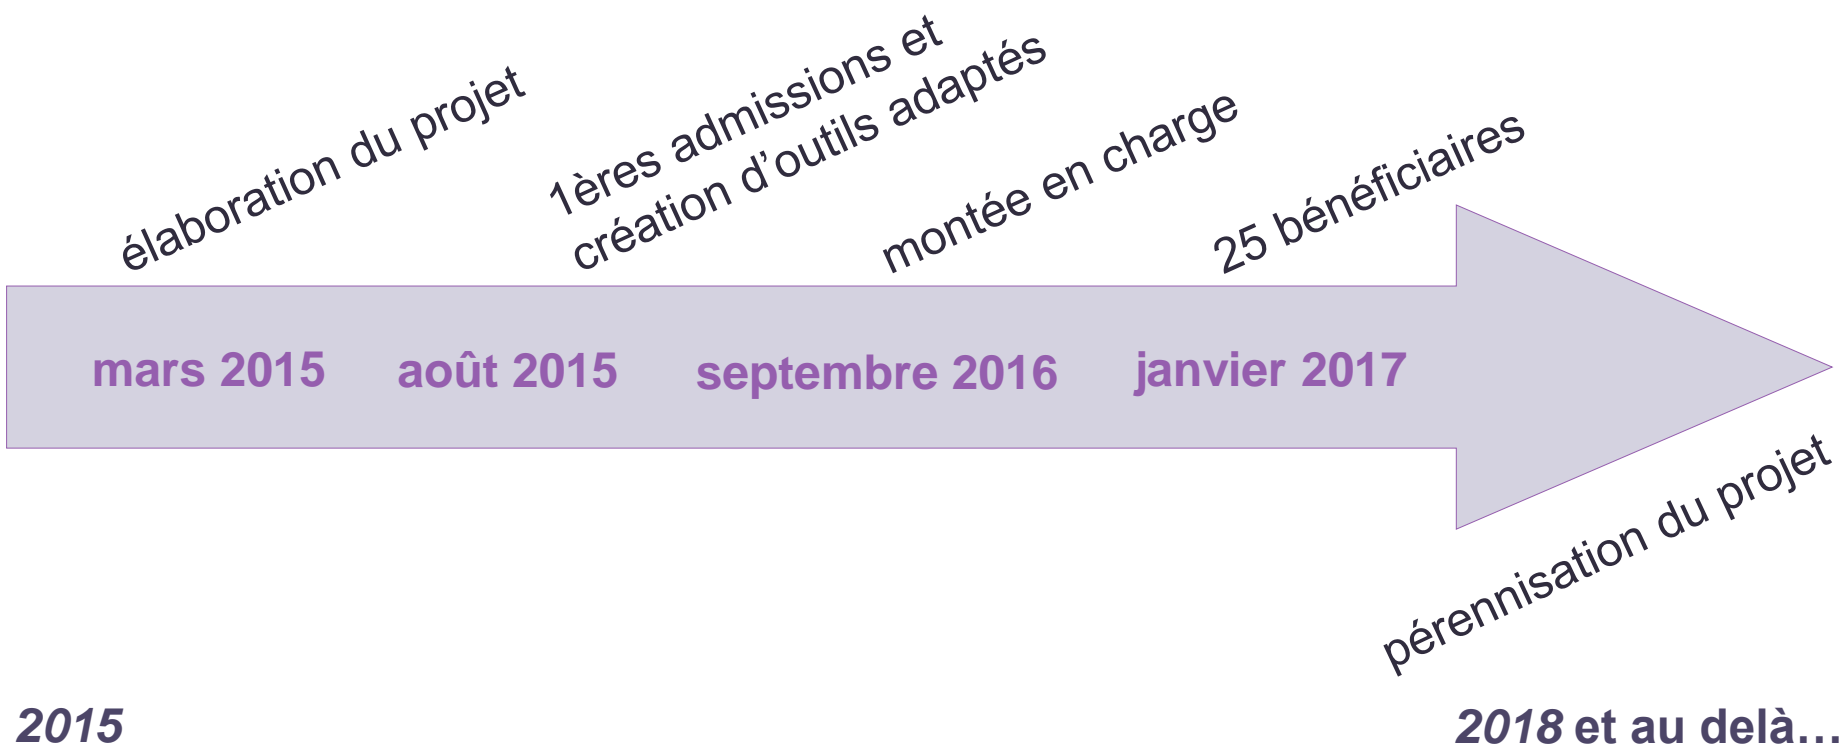 élaboration du projet
1ères admissions et
création d’outils adaptés
montée en charge
25 bénéficiaires
mars 2015
août 2015
septembre 2016
janvier 2017
pérennisation du projet
2015
2018 et au delà…